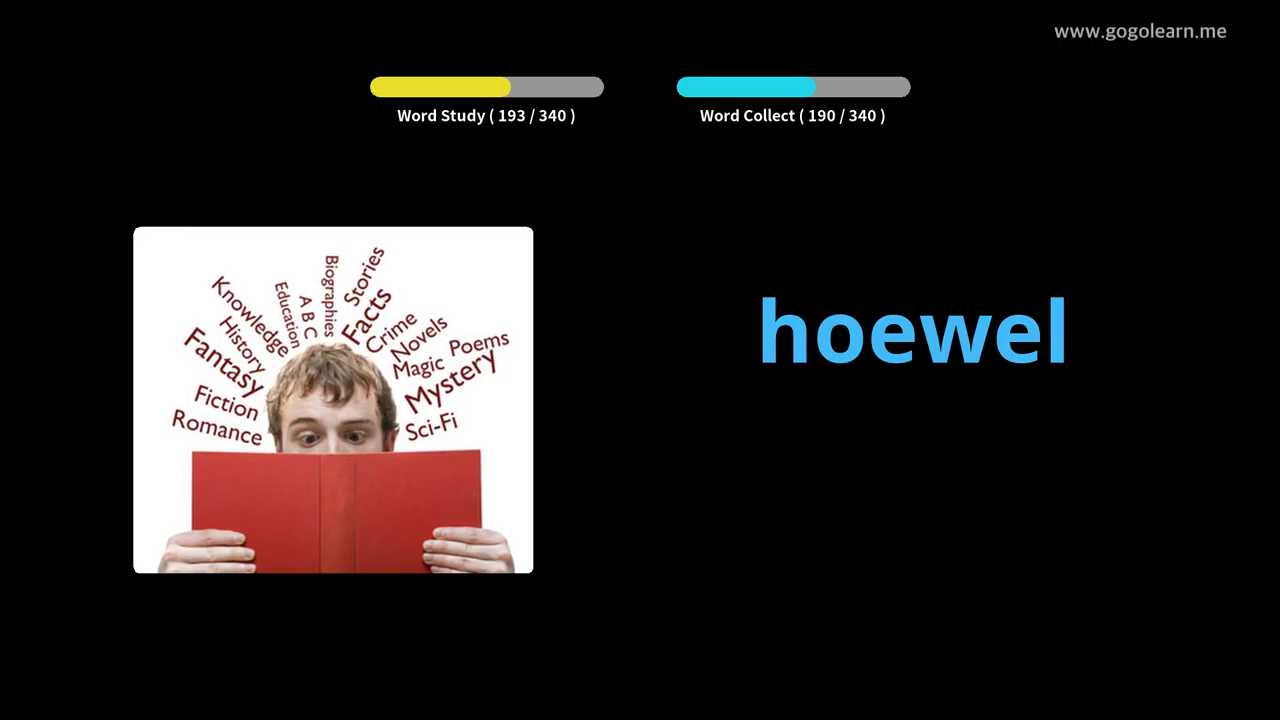 www.gogolearn.me
Word Study ( 193 / 340 )
Word Collect ( 190 / 340 )
Stories
Biographies
Facts
A B C
Education
Knowledge
Crime
Novels
History
Poems
Fantasy
Magic
Mystery
Fiction
Romance
Sci-Fi
hoewel